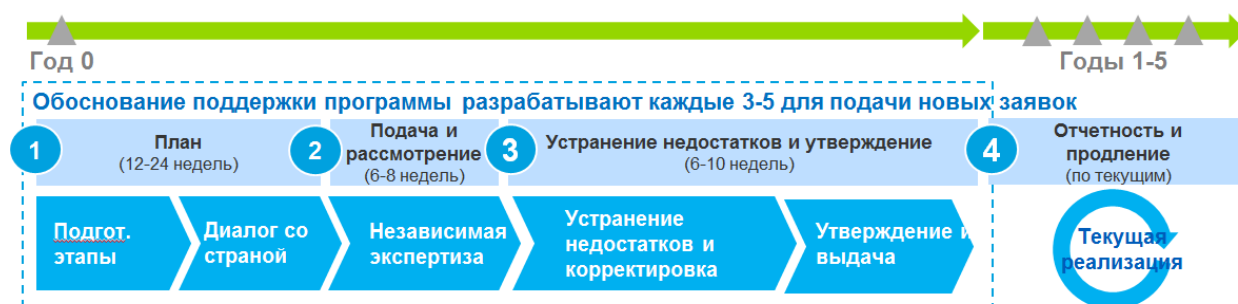 Год 0
Годы 1-5
Обоснование поддержки программы разрабатывают каждые 3-5 для подачи новых заявок
1
План
(12-24 недель)
2
Подача и
рассмотрение
(6-8 недель)
3
Устранение недостатков и утверждение
(6-10 недель)
4
Отчетность и
продление
(по текущим)
Подгот.
этапы
Диалог со
страной
Независимая
экспертиза
Устранение
недостатков и
корректировка
Утверждение и
выдача
Текущая
реализация